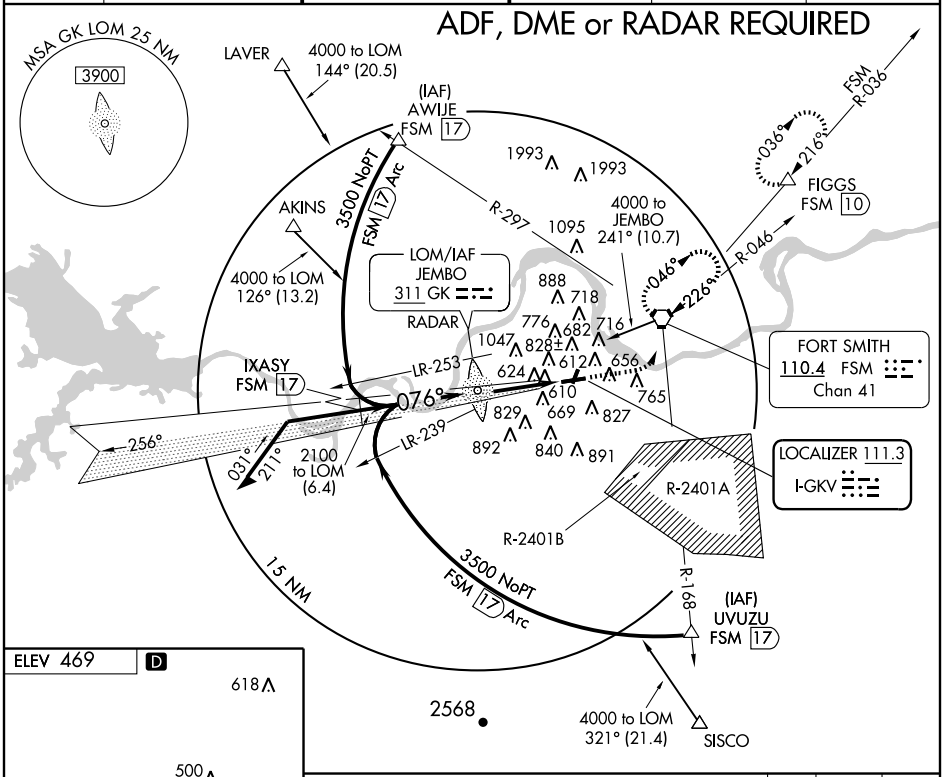 ADF, DME or RADAR REQUIRED
MSA GK LOM 25 NM
3900
LAVER
4000 to LOM
144° (20.5)
(IAF)
AWIJE
FSM 17
3500 NoPT
FSM 17 Arc
AKINS
4000 to LOM
126° (13.2)
R-297
1993
1993
1095
4000 to
JEMBO
241° (10.7)
FSM
R-036
036°
216°
FIGGS
FSM 10
R-046
046°
226°
LOM/IAF
JEMBO
311 GK
RADAR
888
718
776
682
716
1047
828±
612
656
624
610
765
669
829
827
892
840
891
FORT SMITH
110.4 FSM
Chan 41
LOCALIZER 111.3
I-GKV
IXASY
FSM 17
LR-253
076°
LR-239
256°
031°
211°
2100
to LOM
(6.4)
R-2401A
R-2401B
R-168
3500 NoPT
FSM 17 Arc
15 NM
(IAF)
UVUZU
FSM 17
4000 to LOM
321° (21.4)
SISCO
2568
ELEV 469
D
618
500